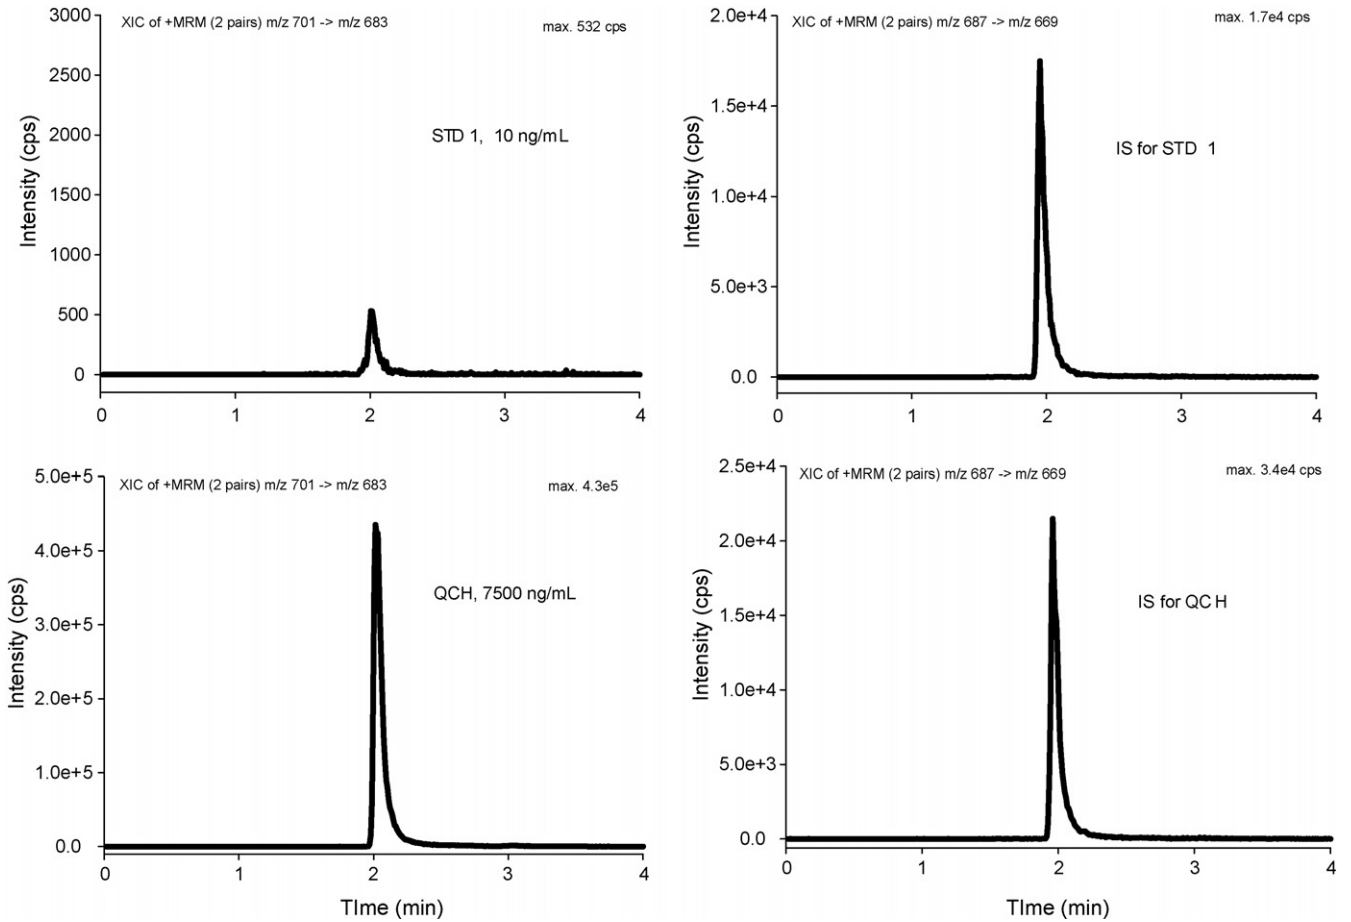 XIC of +MRM (2 pairs) m/z 701 -> m/z 683
max. 532 cps
STD 1, 10 ng/mL
Intensity (cps)
3000
2500
2000
1500
1000
500
0
0 1 2 3 4
XIC of +MRM (2 pairs) m/z 687 -> m/z 669
max. 1.7e4 cps
IS for STD 1
Intensity (cps)
2.0e+4
1.5e+4
1.0e+4
5.0e+3
0.0
0 1 2 3 4
XIC of +MRM (2 pairs) m/z 701 -> m/z 683
max. 4.3e5
QCH, 7500 ng/mL
Intensity (cps)
5.0e+5
4.0e+5
3.0e+5
2.0e+5
1.0e+5
0.0
0 1 2 3 4
TIme (min)
XIC of +MRM (2 pairs) m/z 687 -> m/z 669
max. 3.4e4 cps
IS for QCH
Intensity (cps)
2.5e+4
2.0e+4
1.5e+4
1.0e+4
5.0e+3
0.0
0 1 2 3 4
TIme (min)